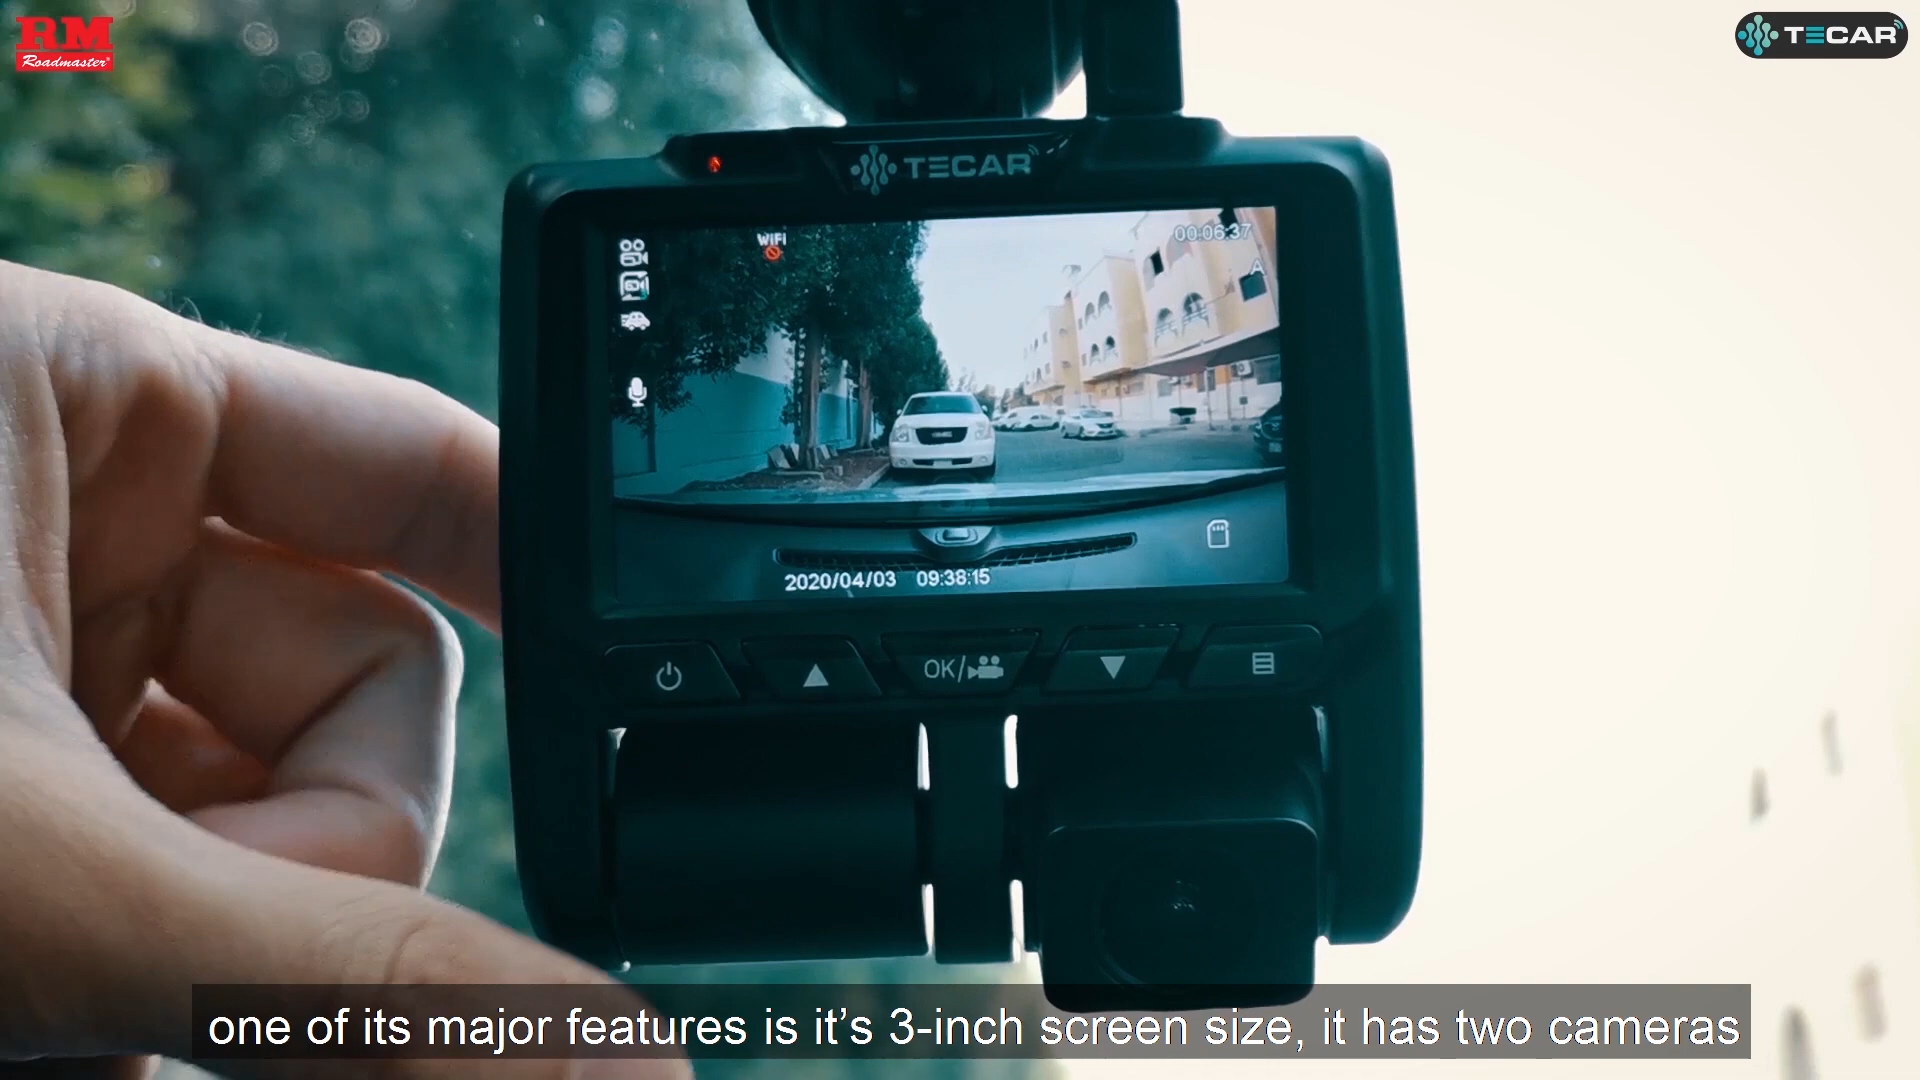 RM
Roadmaster
TECAR
TECAR
WiFi
00:06:37
A
GMC
2020/04/03 09:38:15
OK/
one of its major features is it's 3-inch screen size, it has two cameras